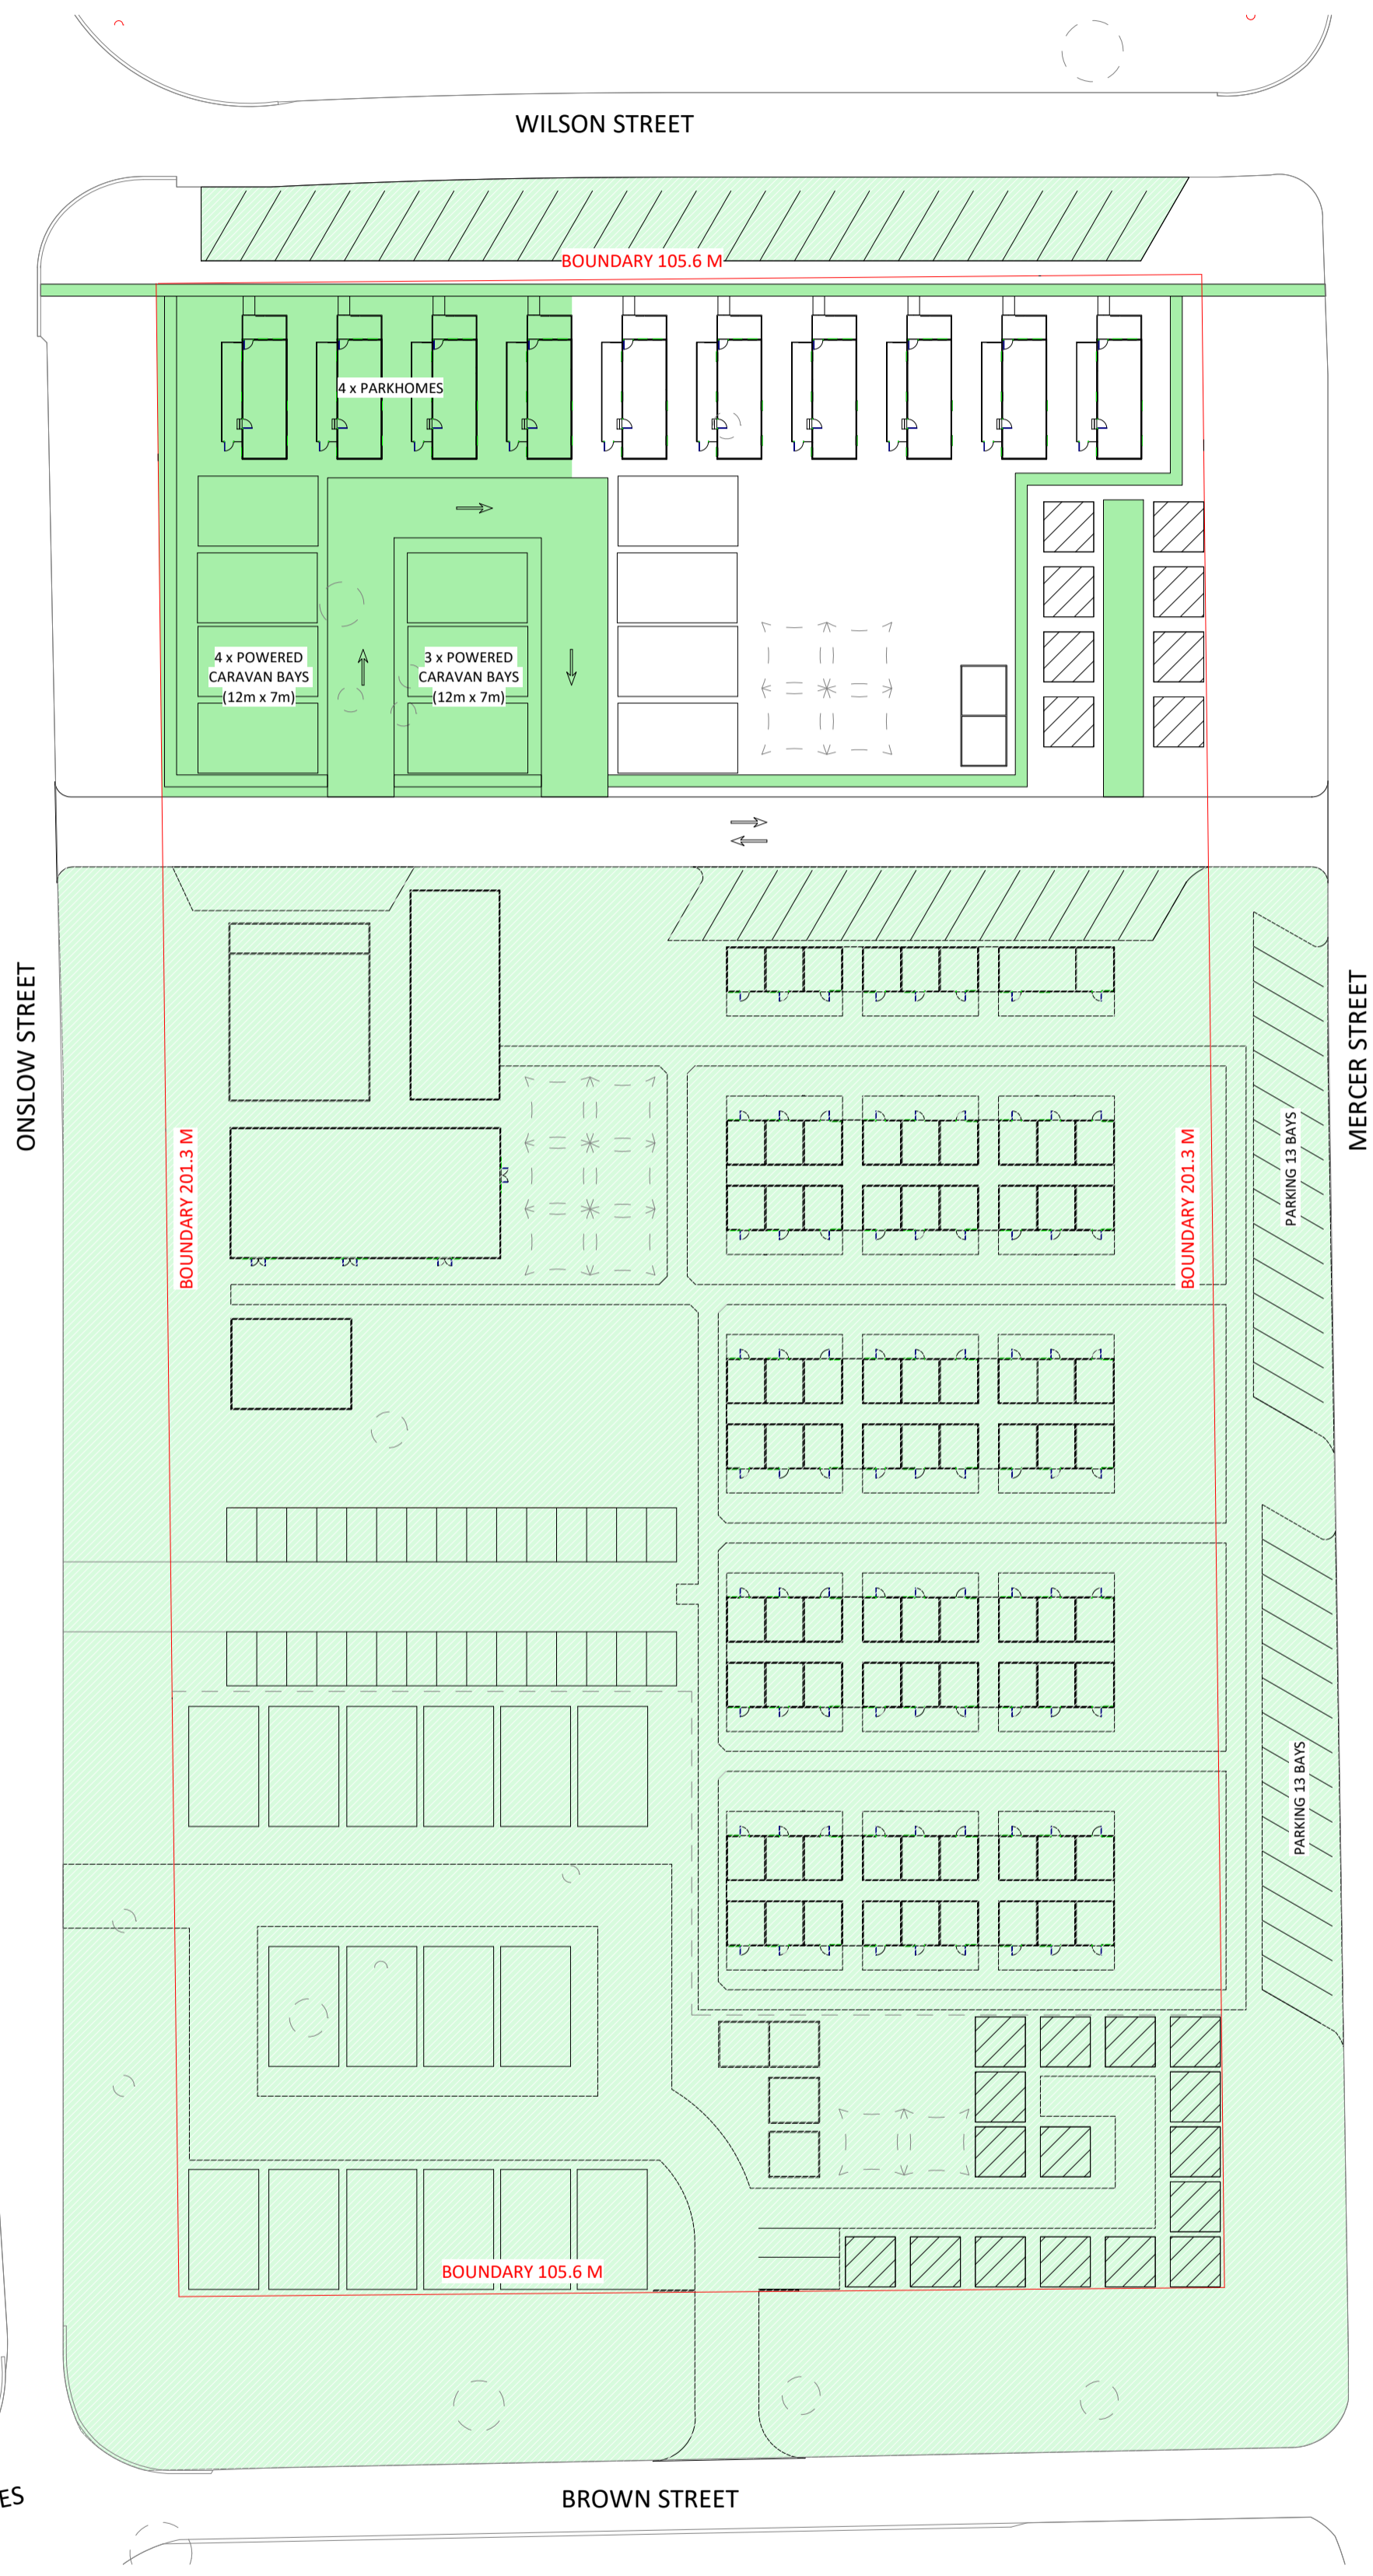 WILSON STREET
BOUNDARY 105.6 M
4 x PARKHOMES
4 x POWERED
CARAVAN BAYS
(12m x 7m)
3 x POWERED
CARAVAN BAYS
(12m x 7m)
ONSLOW STREET
MERCER STREET
BOUNDARY 201.3 M
BOUNDARY 201.3 M
PARKING 13 BAYS
PARKING 13 BAYS
BOUNDARY 105.6 M
ES
BROWN STREET